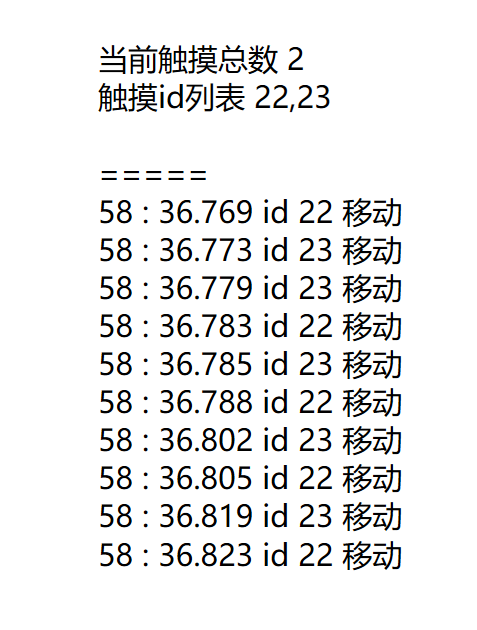 当前触摸总数 2
触摸id列表 22,23
=====
58 : 36.769 id 22 移动
58 : 36.773 id 23 移动
58 : 36.779 id 23 移动
58 : 36.783 id 22 移动
58 : 36.785 id 23 移动
58 : 36.788 id 22 移动
58 : 36.802 id 23 移动
58 : 36.805 id 22 移动
58 : 36.819 id 23 移动
58 : 36.823 id 22 移动